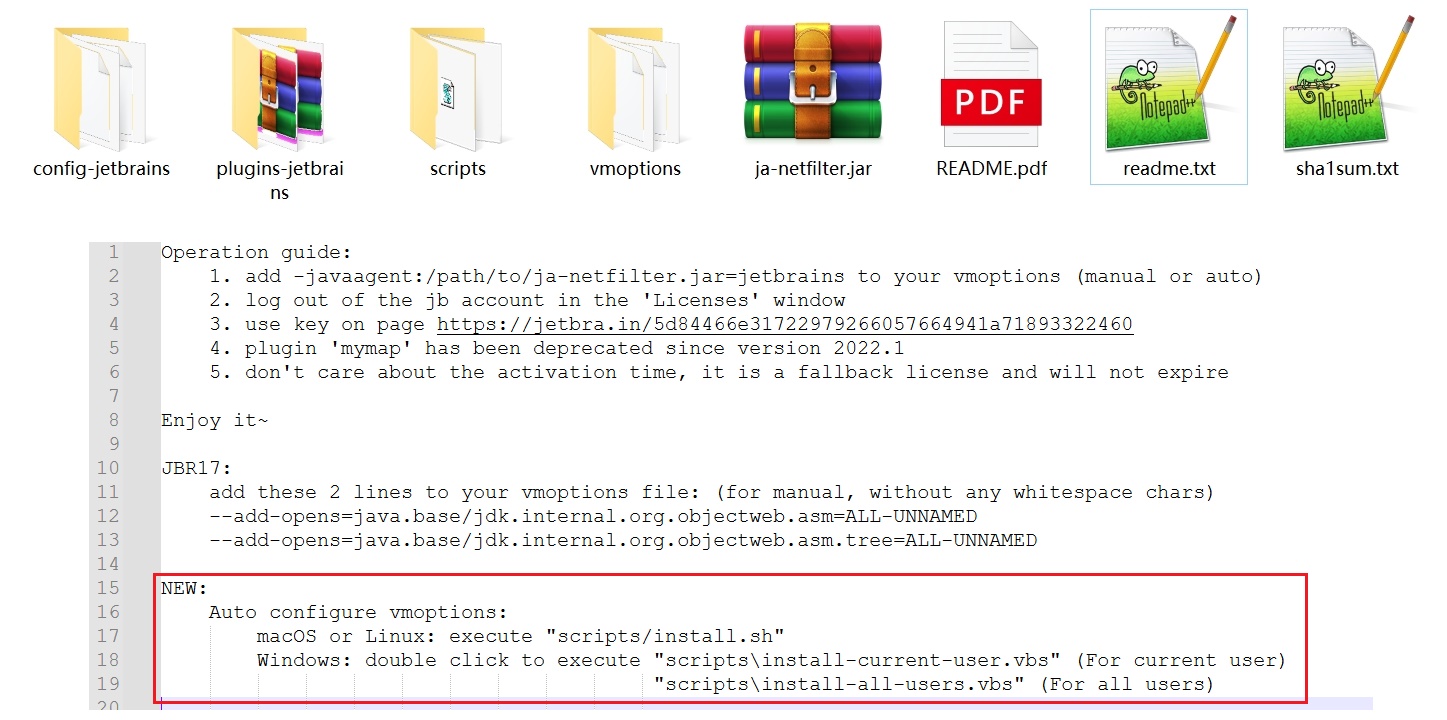 config-jetbrains
plugins-jetbrai
ns
scripts
vmoptions
ja-netfilter.jar
PDF
README.pdf
Notepad++
readme.txt
Notepad++
sha1sum.txt
1 Operation guide:
2 1. add -javaagent:/path/to/ja-netfilter.jar=jetbrains to your vmoptions (manual or auto)
3 2. log out of the jb account in the 'Licenses' window
4 3. use key on page https://jetbra.in/5d84466e31722979266057664941a71893322460
5 4. plugin 'mymap' has been deprecated since version 2022.1
6 5. don't care about the activation time, it is a fallback license and will not expire
7
8 Enjoy it~
9
10 JBR17:
11 add these 2 lines to your vmoptions file: (for manual, without any whitespace chars)
12 --add-opens=java.base/jdk.internal.org.objectweb.asm=ALL-UNNAMED
13 --add-opens=java.base/jdk.internal.org.objectweb.asm.tree=ALL-UNNAMED
14
15 NEW:
16 Auto configure vmoptions:
17 macOS or Linux: execute "scripts/install.sh"
18 Windows: double click to execute "scripts\install-current-user.vbs" (For current user)
19 "scripts\install-all-users.vbs" (For all users)
20